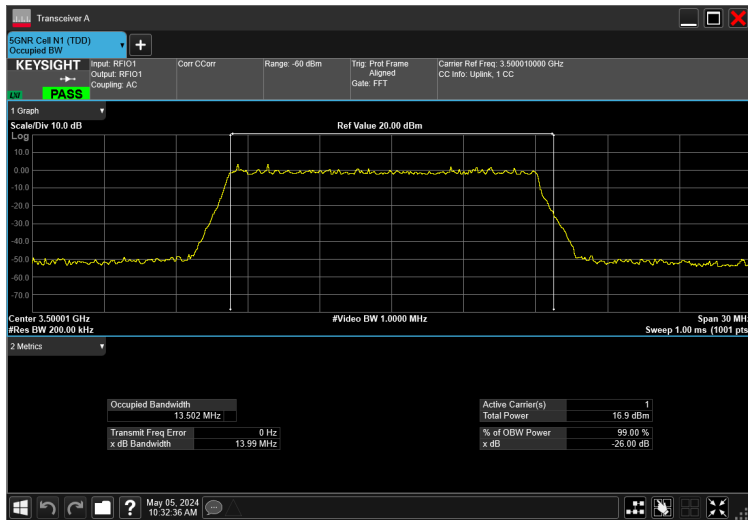 Transceiver A
5GNR Cell N1 (TDD)
Occupied BW
KEYSIGHT
LXI
PASS
Input: RFIO1
Output: RFIO1
Coupling: AC
Corr CCorr
Range: -60 dBm
Trig: Prot Frame
Aligned
Gate: FFT
Carrier Ref Freq: 3.500010000 GHz
CC Info: Uplink, 1 CC
1 Graph
Scale/Div 10.0 dB
Ref Value 20.00 dBm
Log
10.0
0.00
-10.0
-20.0
-30.0
-40.0
-50.0
-60.0
-70.0
Center 3.50001 GHz
#Video BW 1.0000 MHz
Span 30 MH
#Res BW 200.00 kHz
Sweep 1.00 ms (1001 pts
2 Metrics
Occupied Bandwidth
13.502 MHz
Transmit Freq Error 0 Hz
x dB Bandwidth 13.99 MHz
Active Carrier(s) 1
Total Power 16.9 dBm
% of OBW Power 99.00 %
x dB -26.00 dB
?
May 05, 2024
10:32:36 AM